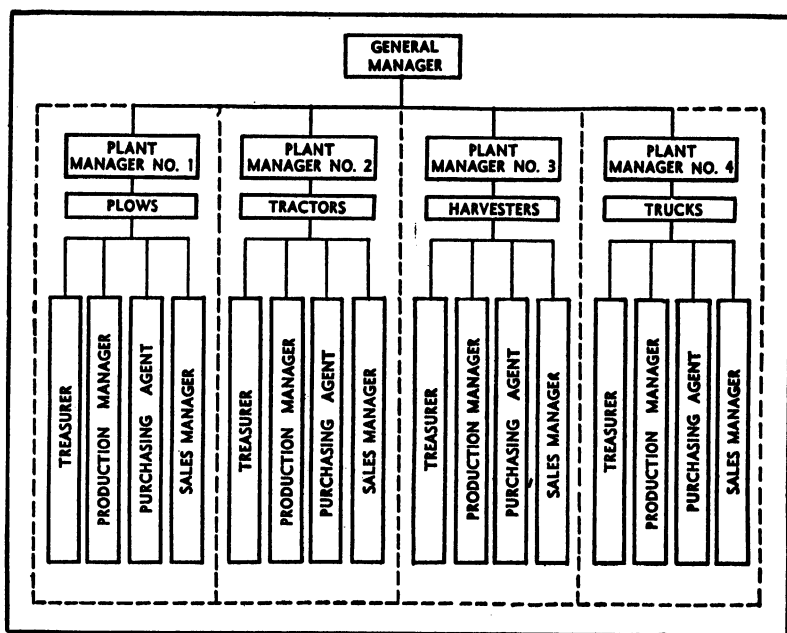 GENERAL
MANAGER
PLANT
MANAGER NO. 1
PLANT
MANAGER NO. 2
PLANT
MANAGER NO. 3
PLANT
MANAGER NO. 4
PLOWS
TRACTORS
HARVESTERS
TRUCKS
TREASURER
PRODUCTION MANAGER
PURCHASING AGENT
SALES MANAGER
TREASURER
PRODUCTION MANAGER
PURCHASING AGENT
SALES MANAGER
TREASURER
PRODUCTION MANAGER
PURCHASING AGENT
SALES MANAGER
TREASURER
PRODUCTION MANAGER
PURCHASING AGENT
SALES MANAGER